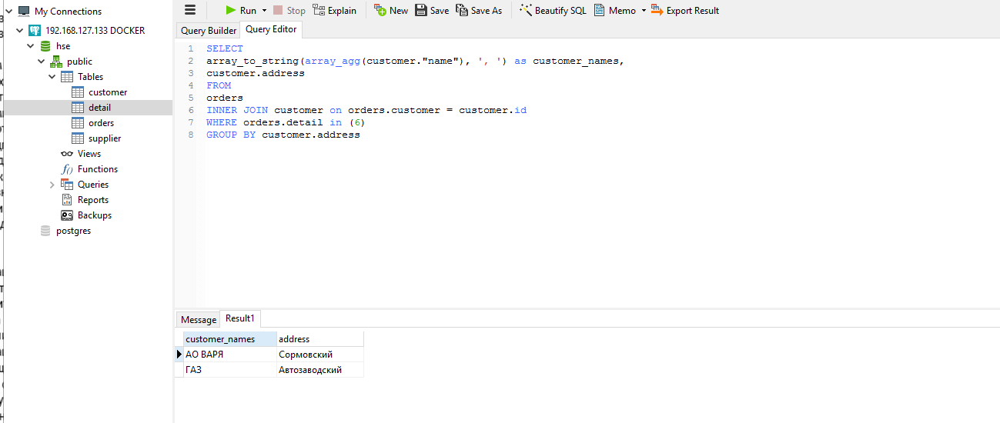 My Connections
192.168.127.133 DOCKER
hse
public
Tables
customer
detail
orders
supplier
Views
f() Functions
Queries
Reports
Backups
postgres
Run Stop Explain New Save Save As Beautify SQL Memo Export Result
Query Builder Query Editor
1 SELECT
2 array_to_string(array_agg(customer."name"), ', ') as customer_names,
3 customer.address
4 FROM
5 orders
6 INNER JOIN customer on orders.customer = customer.id
7 WHERE orders.detail in (6)
8 GROUP BY customer.address
Message Result1
customer_names address
АО ВАРЯ Сормовский
ГАЗ Автозаводский